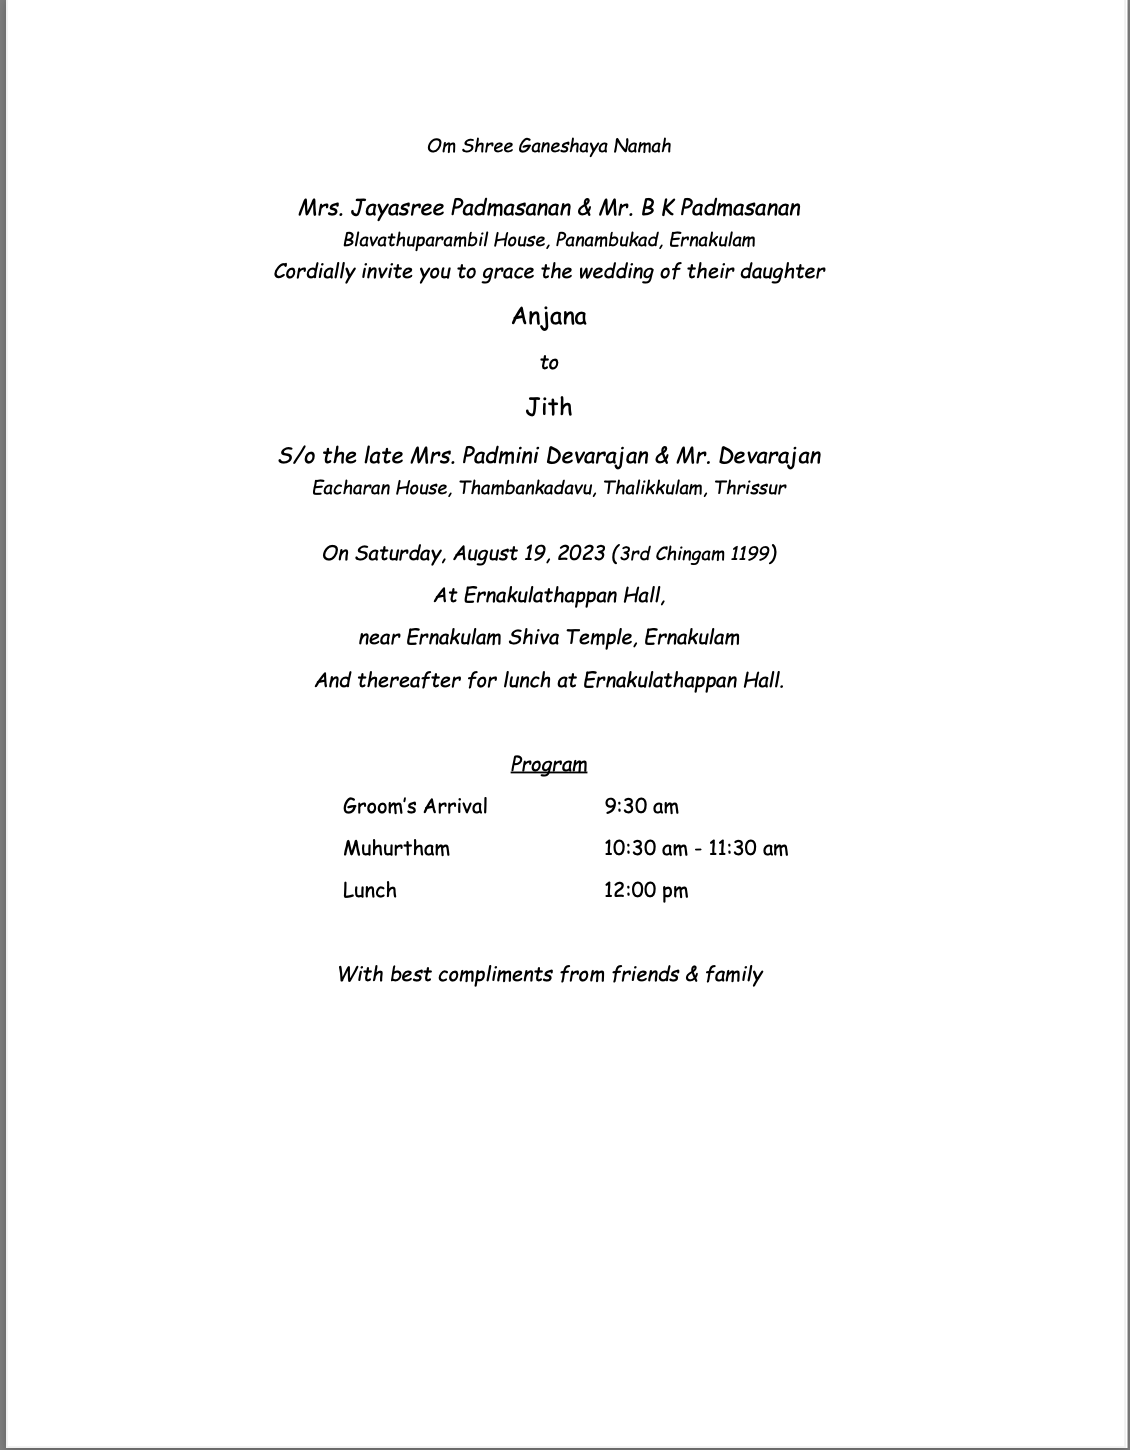 Om Shree Ganeshaya Namah
Mrs. Jayasree Padmasanan & Mr. B K Padmasanan
Blavathuparambil House, Panambukad, Ernakulam
Cordially invite you to grace the wedding of their daughter
Anjana
to
Jith
S/o the late Mrs. Padmini Devarajan & Mr. Devarajan
Eacharan House, Thambankadavu, Thalikkulam, Thrissur
On Saturday, August 19, 2023 (3rd Chingam 1199)
At Ernakulathappan Hall,
near Ernakulam Shiva Temple, Ernakulam
And thereafter for lunch at Ernakulathappan Hall.
Program
Groom’s Arrival 9:30 am
Muhurtham 10:30 am - 11:30 am
Lunch 12:00 pm
With best compliments from friends & family